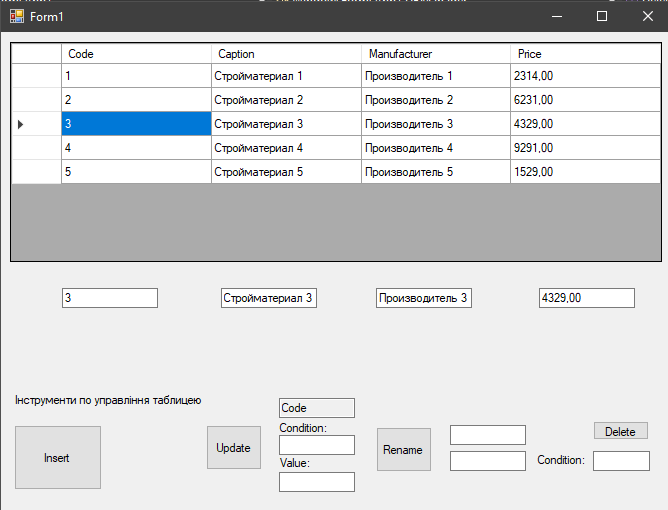 Form1
Code Caption Manufacturer Price
1 Стройматериал 1 Производитель 1 2314,00
2 Стройматериал 2 Производитель 2 6231,00
3 Стройматериал 3 Производитель 3 4329,00
4 Стройматериал 4 Производитель 4 9291,00
5 Стройматериал 5 Производитель 5 1529,00
3 Стройматериал 3 Производитель 3 4329,00
Інструменти по управління таблицею
Code
Insert
Update
Condition:
Value:
Rename
Delete
Condition: